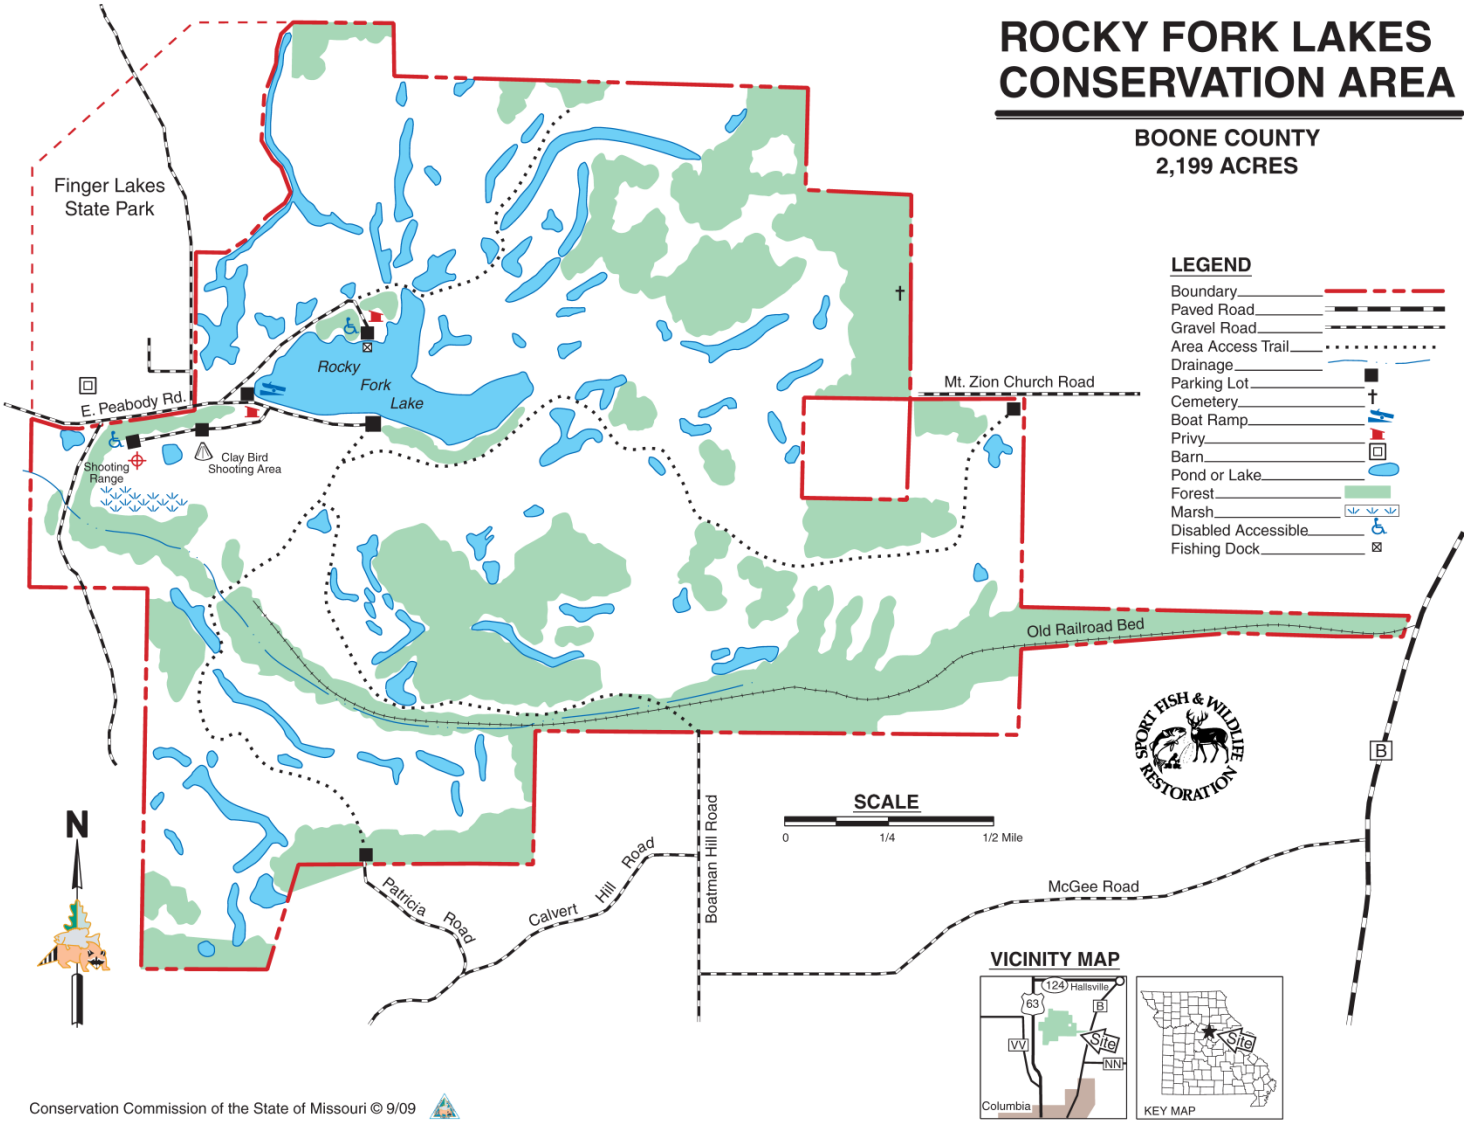 ROCKY FORK LAKES
CONSERVATION AREA
BOONE COUNTY
2,199 ACRES
Finger Lakes
State Park
LEGEND
Boundary
Paved Road
Gravel Road
Area Access Trail
Drainage
Parking Lot
Cemetery
Boat Ramp
Privy
Barn
Pond or Lake
Forest
Marsh
Disabled Accessible
Fishing Dock
Rocky
Fork
Lake
E. Peabody Rd.
Mt. Zion Church Road
Shooting
Range
Clay Bird
Shooting Area
Old Railroad Bed
SPORT FISH & WILDLIFE
RESTORATION
B
SCALE
0 1/4 1/2 Mile
N
Boatman Hill Road
Patricia Road
Calvert Hill Road
McGee Road
VICINITY MAP
124 Hallsville
63
B
VV
Site
NN
Columbia
Site
KEY MAP
Conservation Commission of the State of Missouri © 9/09